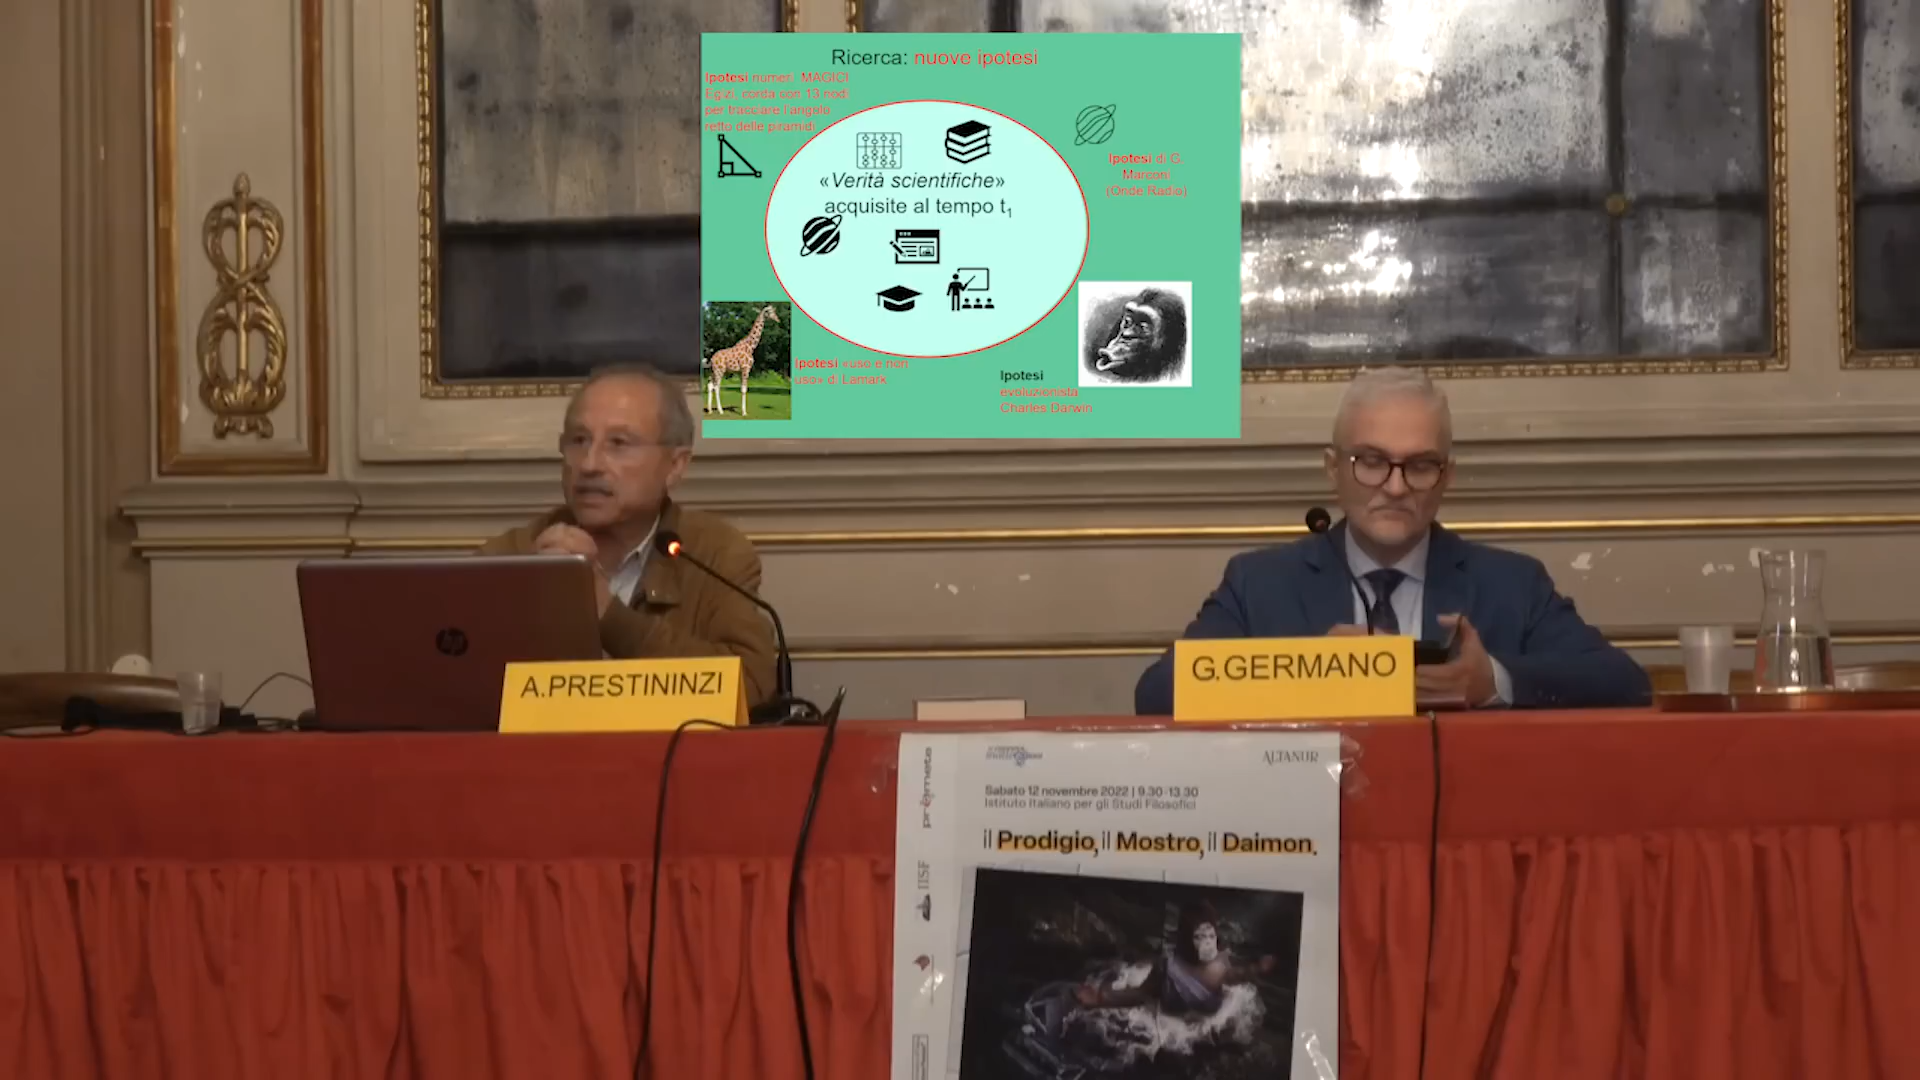 Ricerca: nuove ipotesi
Ipotesi numeri MAGICI
Egizi, corda con 13 nodi
per tracciare l'angolo
retto delle piramidi
«Verità scientifiche»
acquisite al tempo t₁
Ipotesi di G.
Marconi
(Onde Radio)
Ipotesi «uso e non
uso» di Lamark
Ipotesi
evoluzionista
Charles Darwin
hp
A.PRESTININZI
G.GERMANO
ALTANUR
prometeo
IISF
Sabato 12 novembre 2022 | 9.30-13.30
Istituto Italiano per gli Studi Filosofici
il Prodigio, il Mostro, il Daimon.